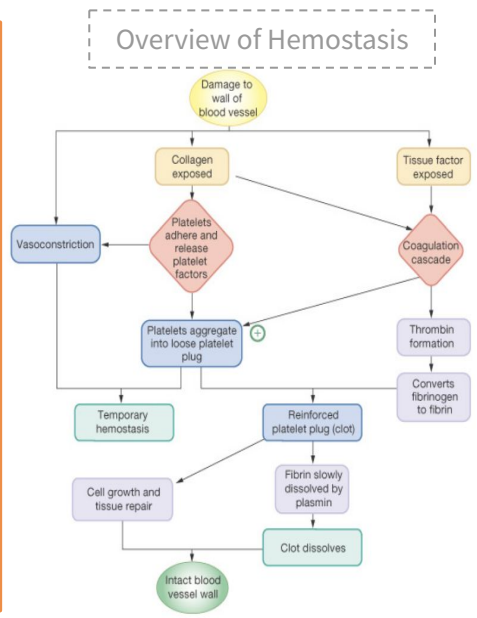 Overview of Hemostasis
Damage to
wall of
blood vessel
Collagen
exposed
Tissue factor
exposed
Vasoconstriction
Platelets
adhere and
release
platelet
factors
Coagulation
cascade
Platelets aggregate
into loose platelet
plug
+
Thrombin
formation
Converts
fibrinogen
to fibrin
Temporary
hemostasis
Reinforced
platelet plug (clot)
Cell growth and
tissue repair
Fibrin slowly
dissolved by
plasmin
Clot dissolves
Intact blood
vessel wall